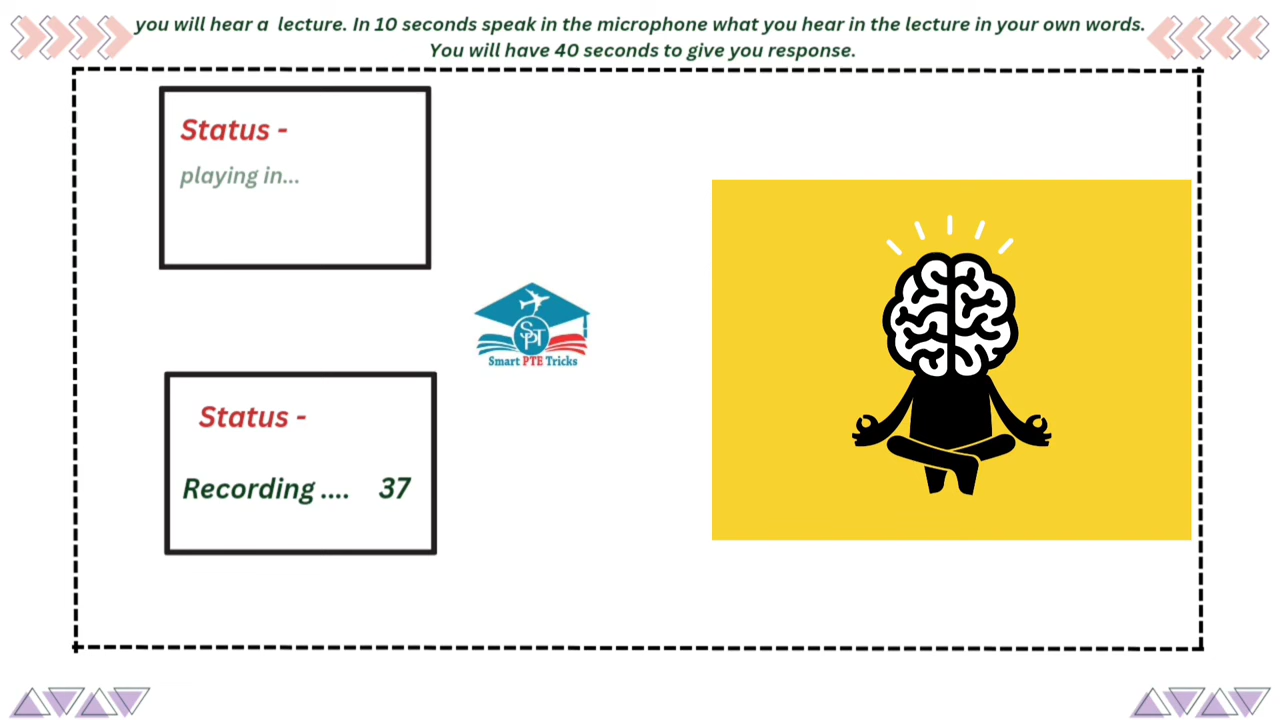 you will hear a lecture. In 10 seconds speak in the microphone what you hear in the lecture in your own words.
You will have 40 seconds to give you response.
Status -
playing in...
SPT
Smart PTE Tricks
Status -
Recording .... 37